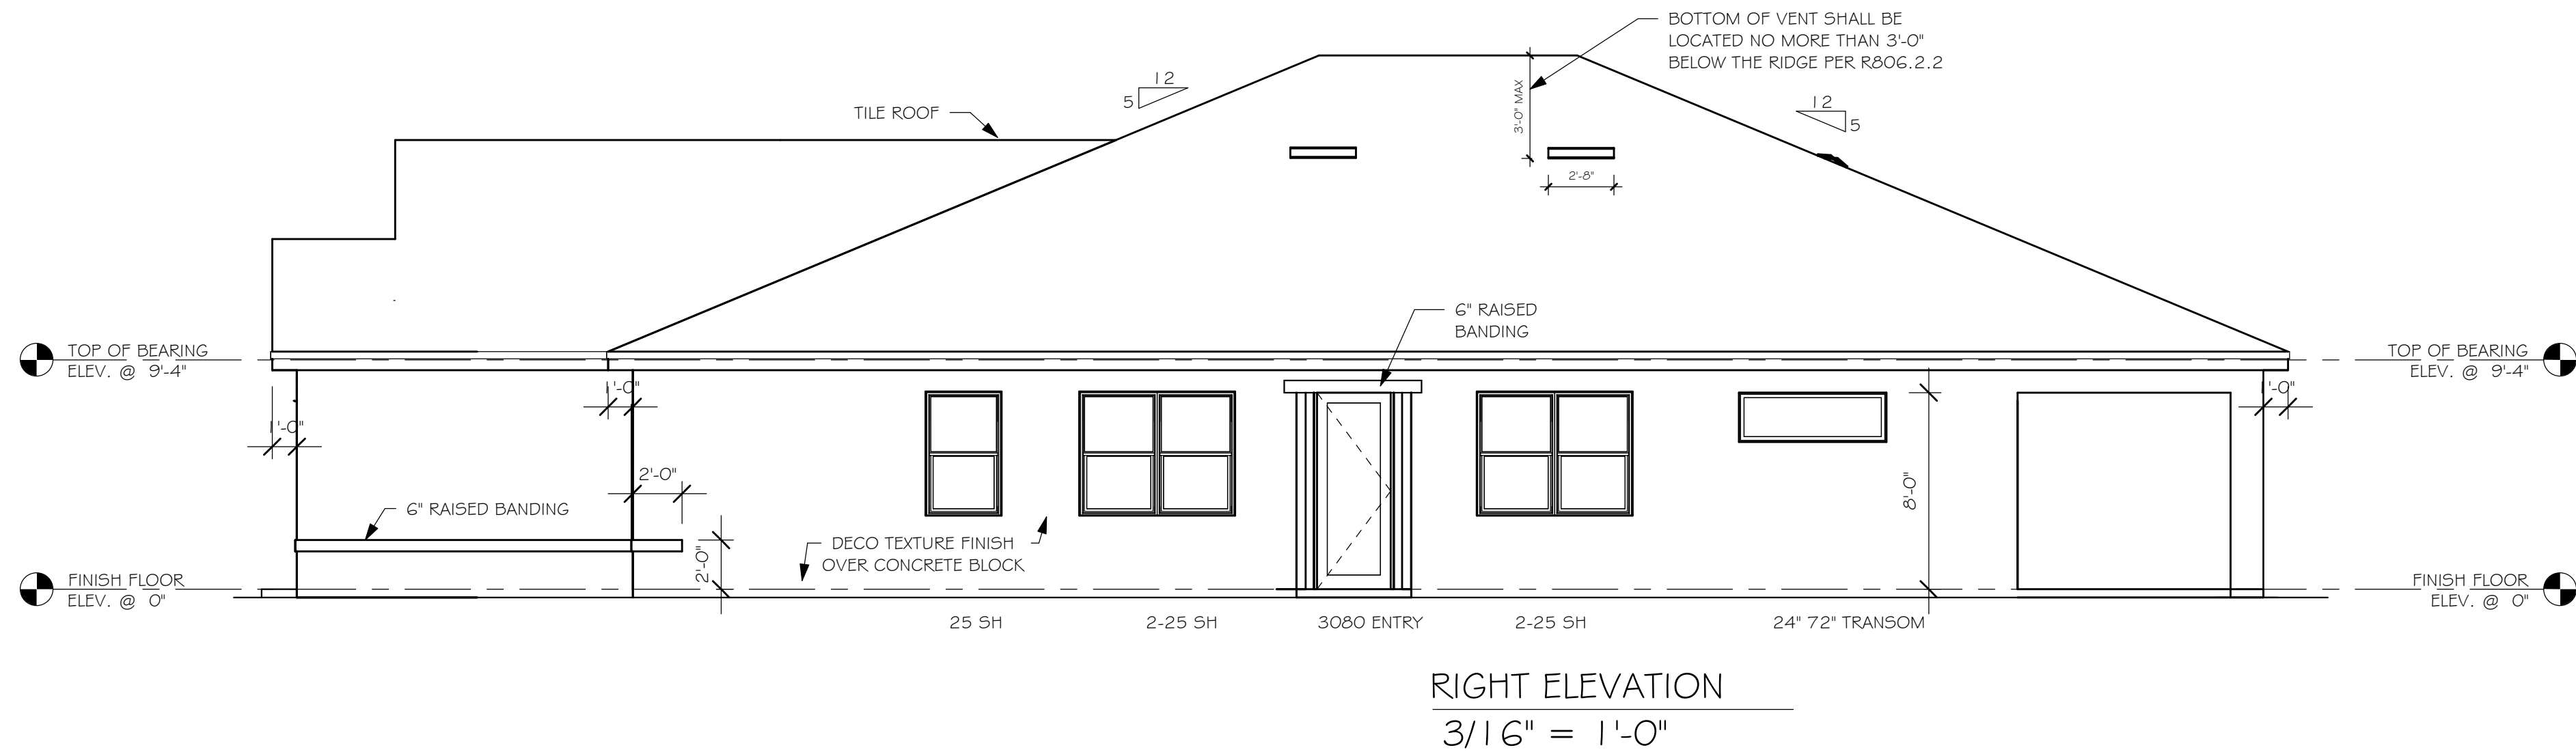 BOTTOM OF VENT SHALL BE
LOCATED NO MORE THAN 3'-0"
BELOW THE RIDGE PER R806.2.2
12
5
TILE ROOF
3'-0" MAX
12
5
2'-8"
6" RAISED
BANDING
TOP OF BEARING
ELEV. @ 9'-4"
TOP OF BEARING
ELEV. @ 9'-4"
1'-0"
1'-0"
1'-0"
2'-0"
8'-0"
6" RAISED BANDING
DECO TEXTURE FINISH
OVER CONCRETE BLOCK
2'-0"
FINISH FLOOR
ELEV. @ 0"
FINISH FLOOR
ELEV. @ 0"
25 SH
2-25 SH
3080 ENTRY
2-25 SH
24" 72" TRANSOM
RIGHT ELEVATION
3/16" = 1'-0"